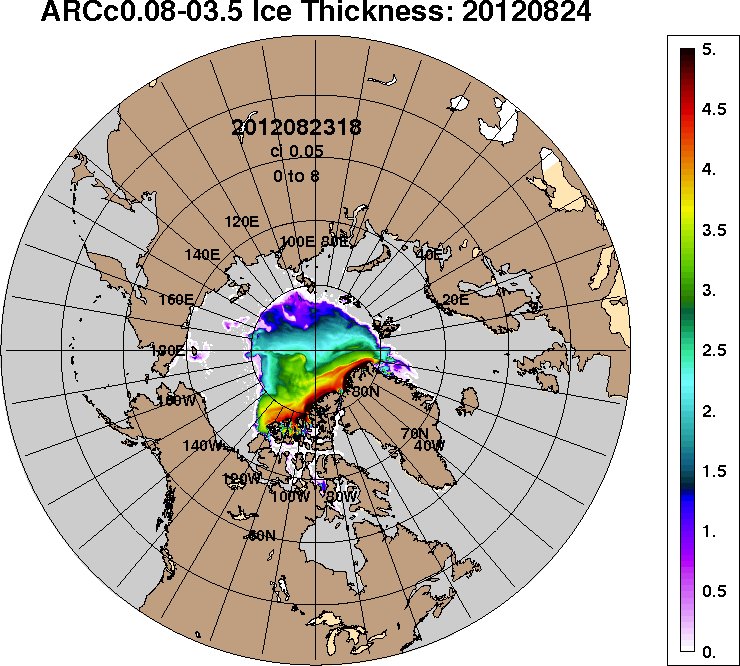 ARCc0.08-03.5 Ice Thickness: 20120824
2012082318
ci 0.05
0 to 8
120E
100E 80E
140E
40E
160E
20E
180E
160W
80N
140W
70N
40W
120W
100W
80W
60N
5.
4.5
4.
3.5
3.
2.5
2.
1.5
1.
0.5
0.